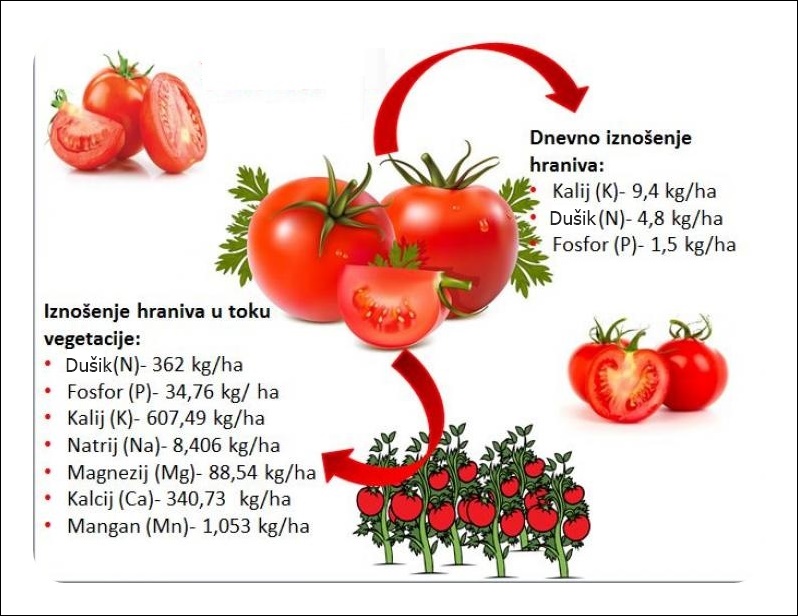 Dnevno iznošenje
hraniva:
• Kalij (K)- 9,4 kg/ha
• Dušik(N)- 4,8 kg/ha
• Fosfor (P)- 1,5 kg/ha
Iznošenje hraniva u toku
vegetacije:
• Dušik(N)- 362 kg/ha
• Fosfor (P)- 34,76 kg/ ha
• Kalij (K)- 607,49 kg/ha
• Natrij (Na)- 8,406 kg/ha
• Magnezij (Mg)- 88,54 kg/ha
• Kalcij (Ca)- 340,73 kg/ha
• Mangan (Mn)- 1,053 kg/ha